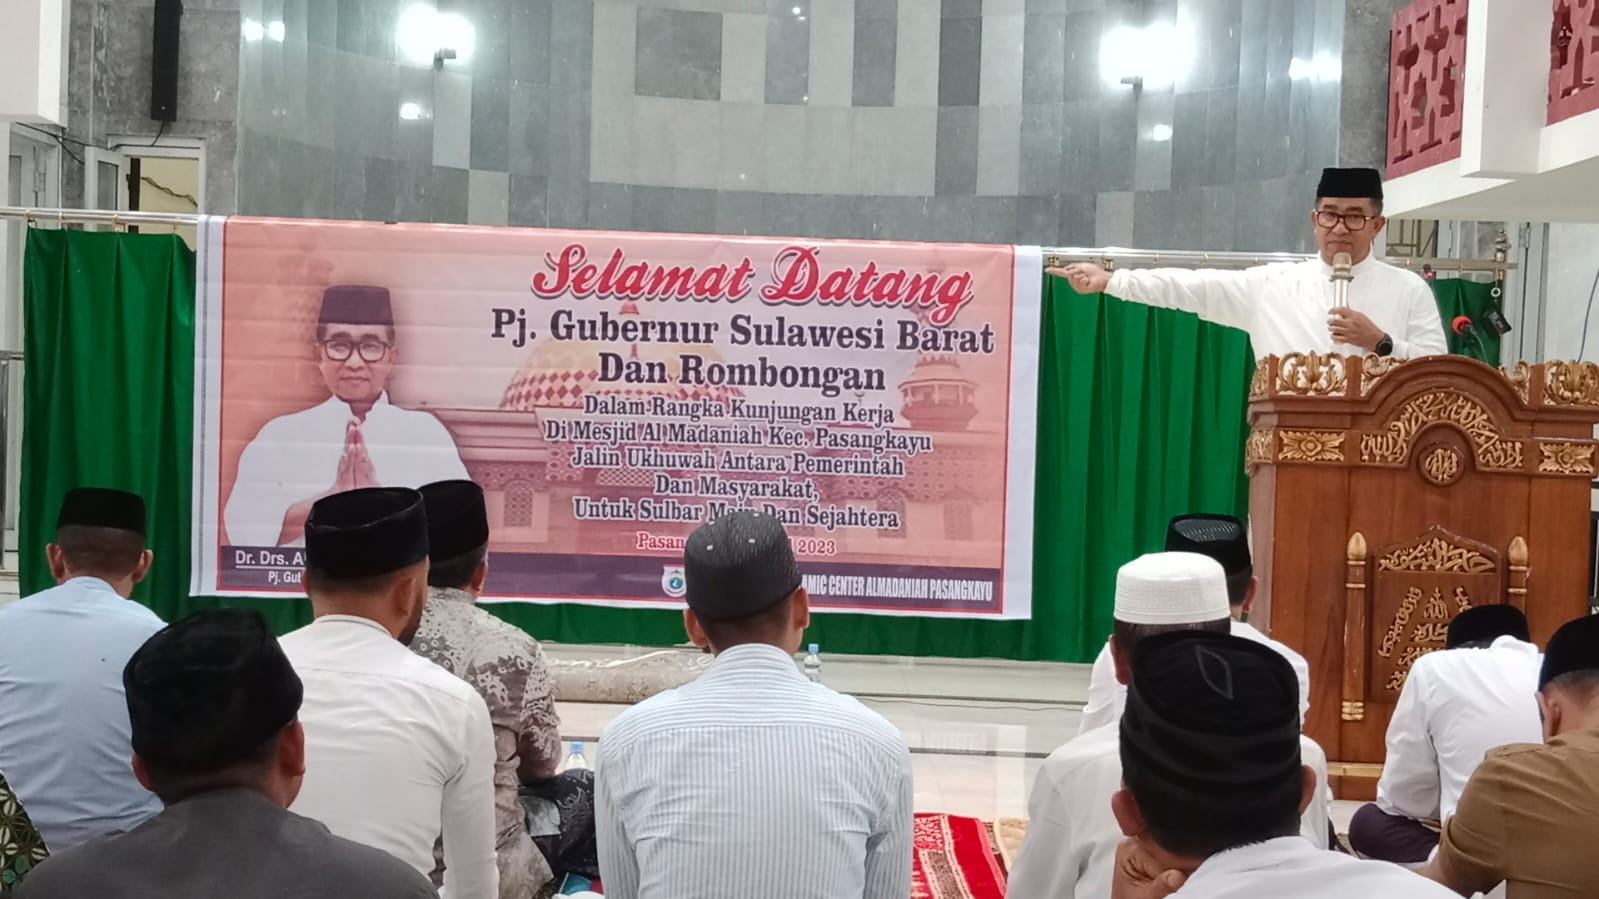 Selamat Datang
Pj. Gubernur Sulawesi Barat
Dan Rombongan
Dalam Rangka Kunjungan Kerja
Di Mesjid Al Madaniah Kec. Pasangkayu
Jalin Ukhuwah Antara Pemerintah
Dan Masyarakat,
Untuk Sulbar Dan Sejahtera
2023
Dr. Drs.
Pj.
CENTER ALMADANIAH PASANGKAYU